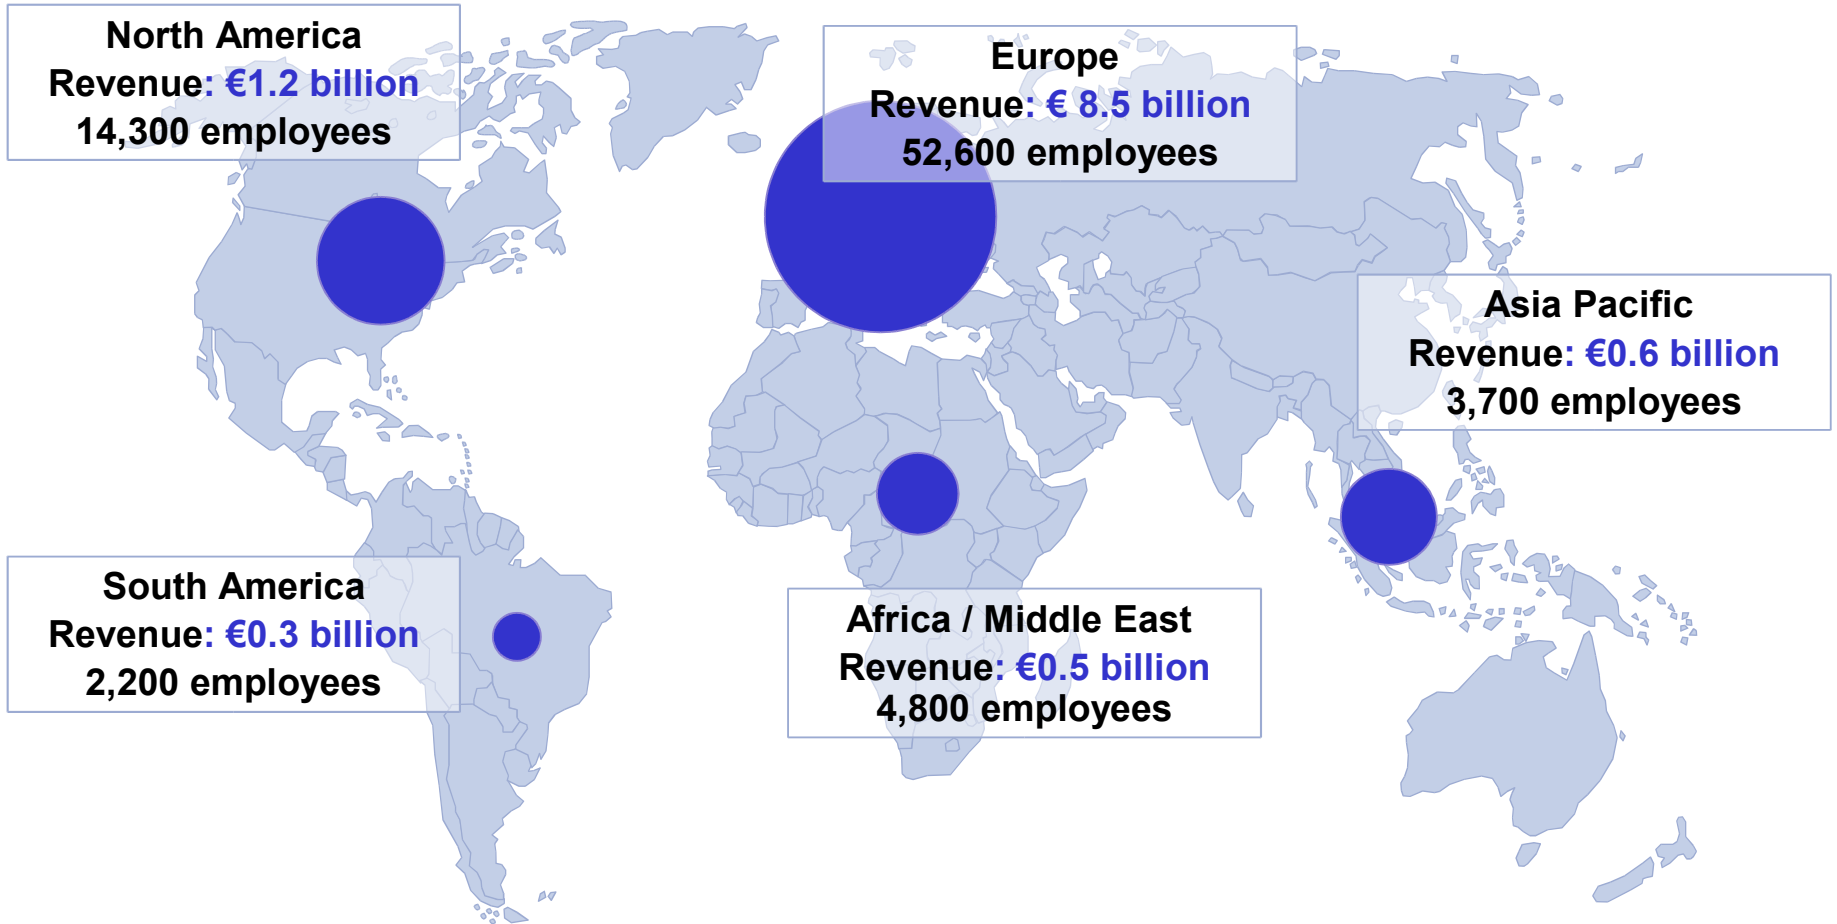 North America
Revenue: €1.2 billion
14,300 employees
Europe
Revenue: € 8.5 billion
52,600 employees
Asia Pacific
Revenue: €0.6 billion
3,700 employees
South America
Revenue: €0.3 billion
2,200 employees
Africa / Middle East
Revenue: €0.5 billion
4,800 employees